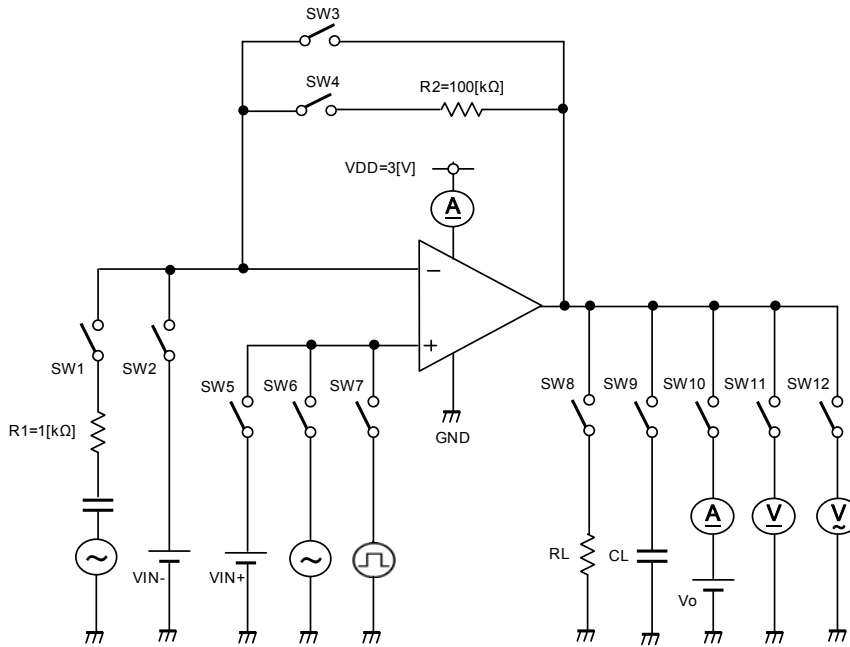 SW3
SW4
R2=100[kΩ]
VDD=3[V]
A
−
+
SW1
SW2
SW5
SW6
SW7
SW8
SW9
SW10
SW11
SW12
R1=1[kΩ]
GND
A
V
V
~
~
~
VIN-
VIN+
RL
CL
Vo